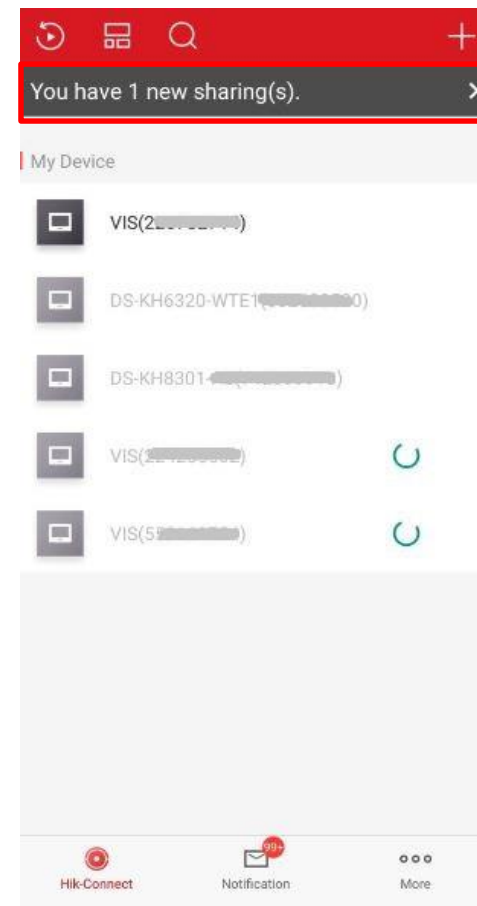 You have 1 new sharing(s).
My Device
VIS(2
DS-KH6320-WTE1( 0)
DS-KH8301-
VIS(
VIS(5
99+
Hik-Connect
Notification
More